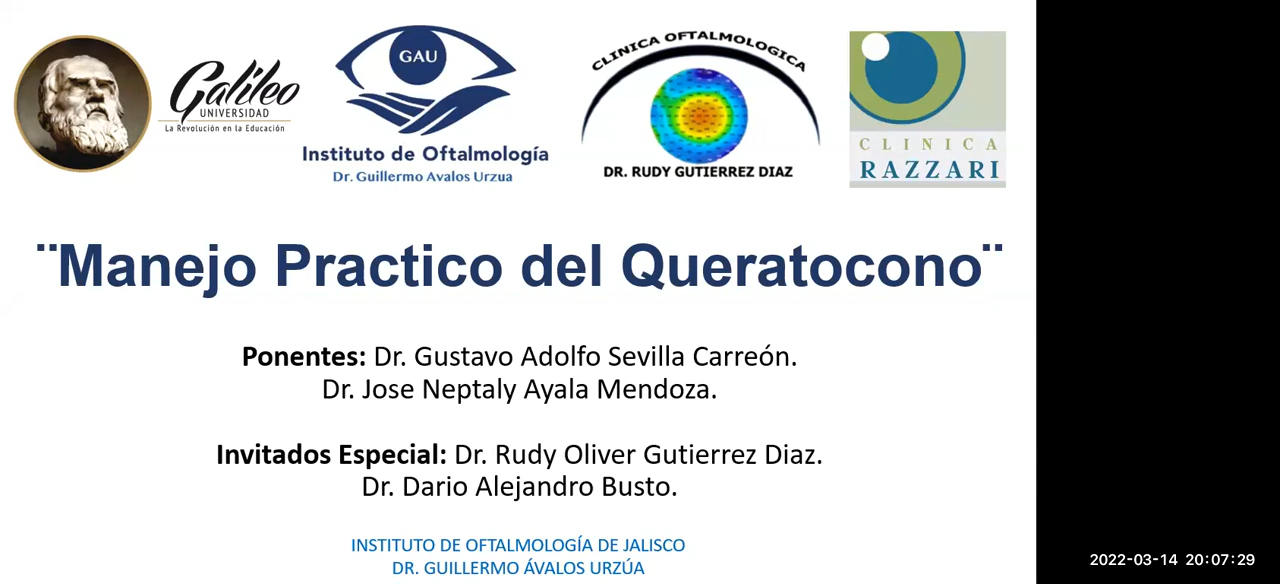 Galileo
UNIVERSIDAD
La Revolución en la Educación
GAU
Instituto de Oftalmología
Dr. Guillermo Avalos Urzua
CLINICA OFTALMOLOGICA
DR. RUDY GUTIERREZ DIAZ
CLINICA
RAZZARI
¨Manejo Practico del Queratocono¨
Ponentes: Dr. Gustavo Adolfo Sevilla Carreón.
Dr. Jose Neptaly Ayala Mendoza.
Invitados Especial: Dr. Rudy Oliver Gutierrez Diaz.
Dr. Dario Alejandro Busto.
INSTITUTO DE OFTALMOLOGÍA DE JALISCO
DR. GUILLERMO ÁVALOS URZÚA
2022-03-14 20:07:29